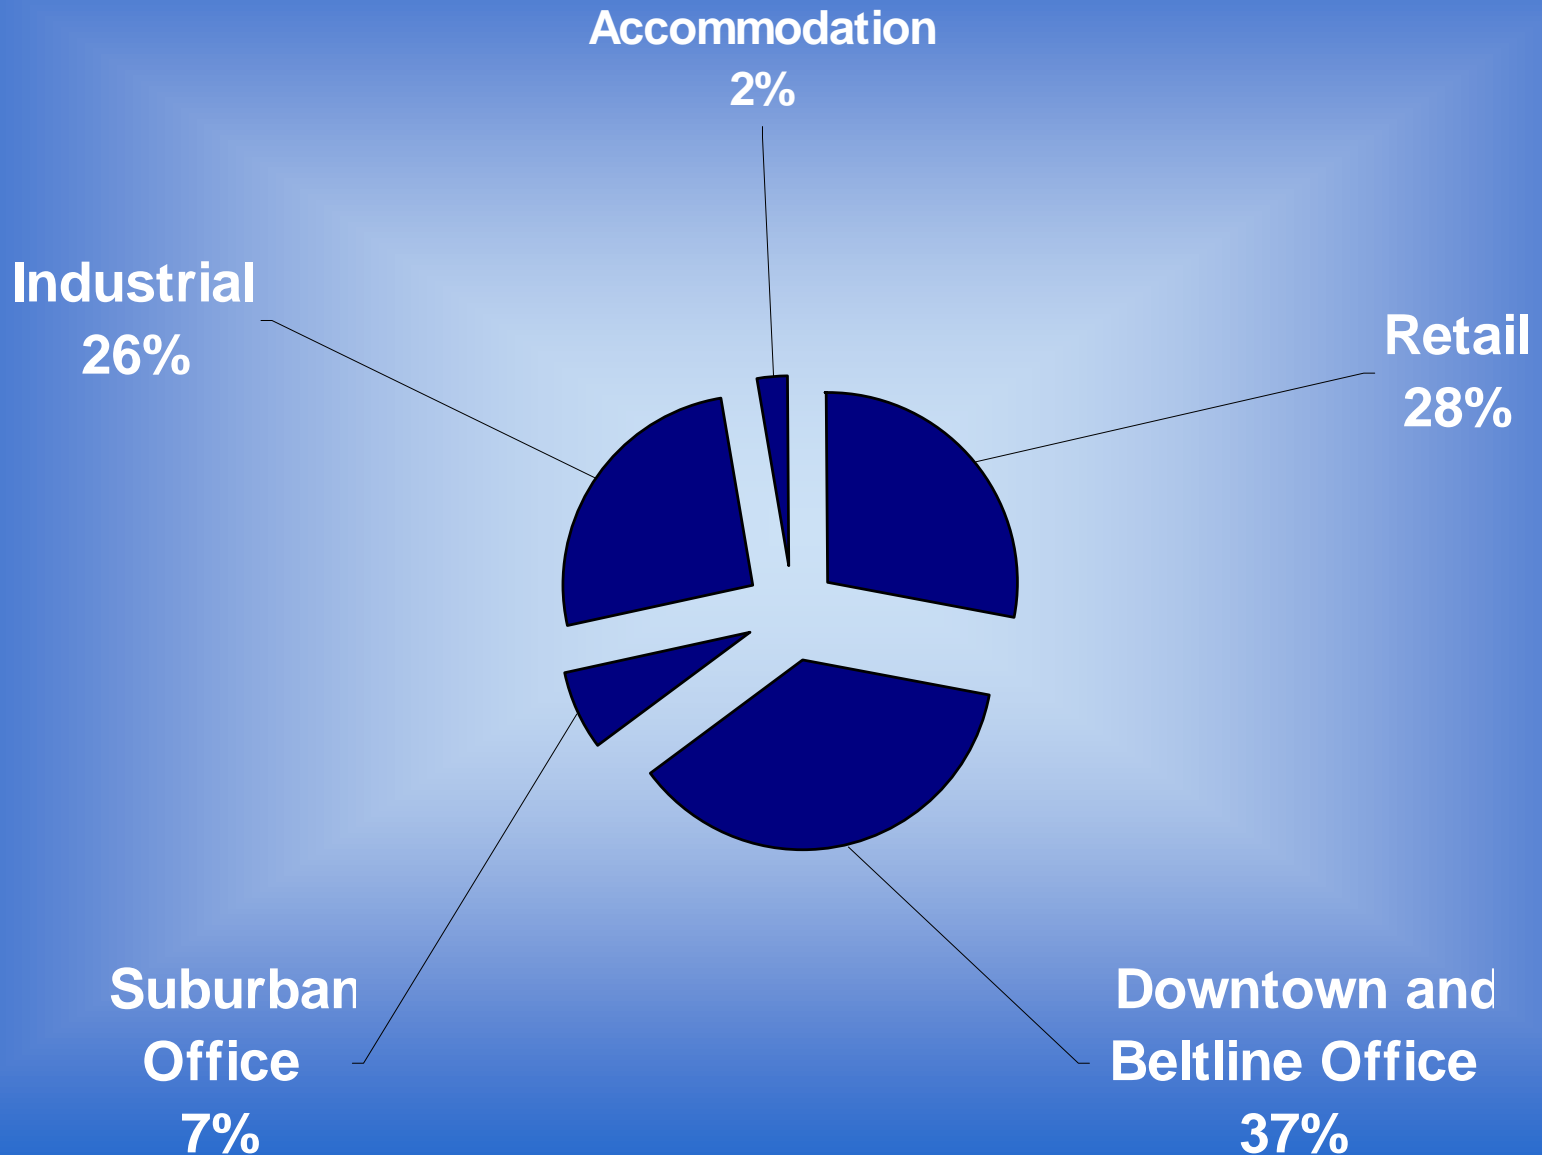 Accommodation
2%
Industrial
26%
Retail
28%
Suburban
Office
7%
Downtown and
Beltline Office
37%